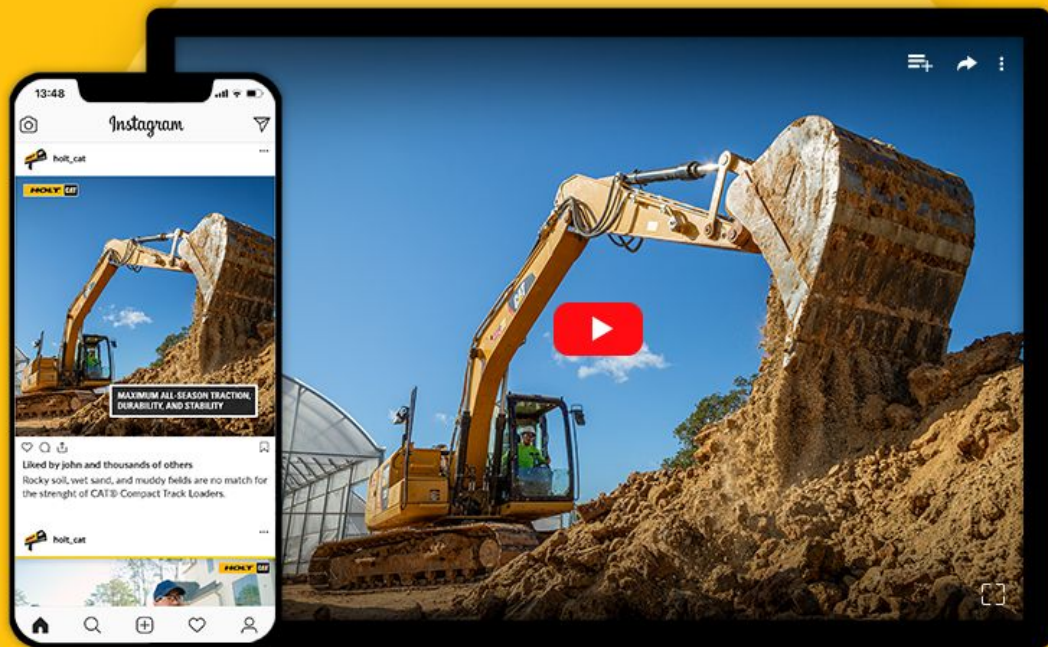 13:48
Instagram
holt_cat
HOLT CAT
MAXIMUM ALL-SEASON TRACTION,
DURABILITY, AND STABILITY
Liked by john and thousands of others
Rocky soil, wet sand, and muddy fields are no match for
the strenght of CAT® Compact Track Loaders.
holt_cat
HOLT CAT
CAT